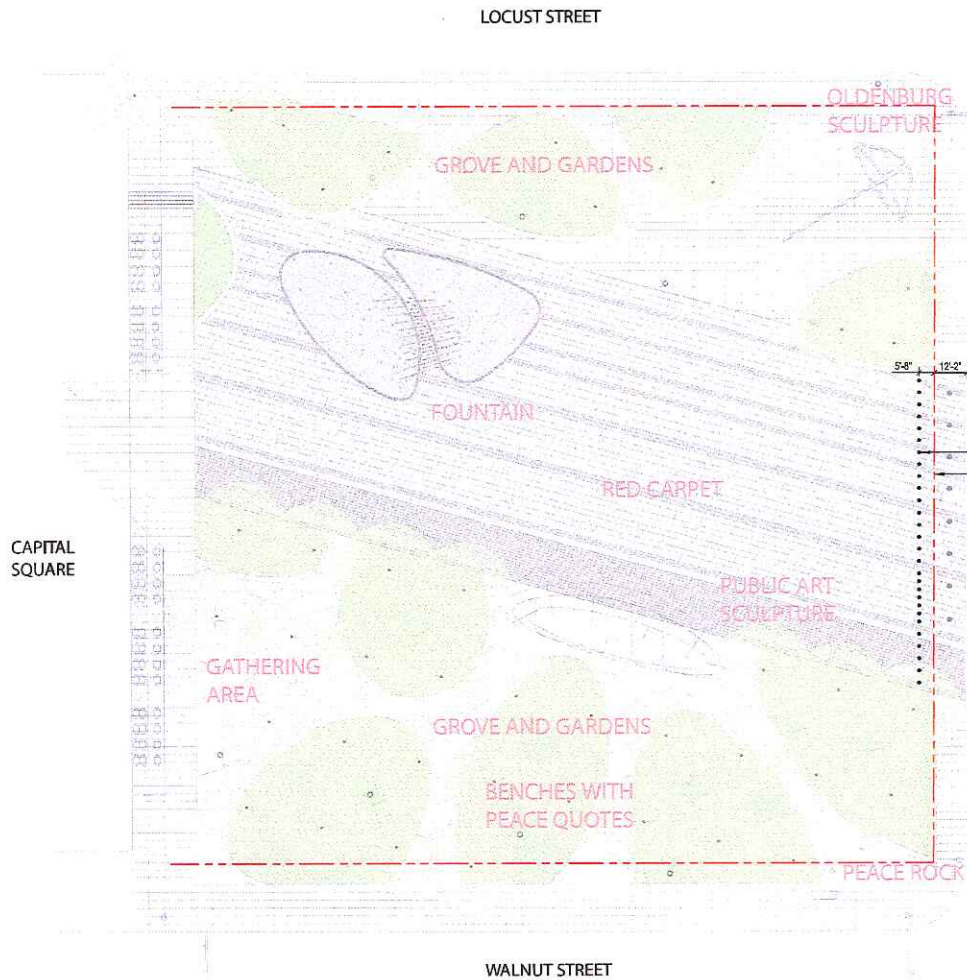 LOCUST STREET
OLDENBURG
SCULPTURE
GROVE AND GARDENS
5'-8" 12'-2"
FOUNTAIN
RED CARPET
CAPITAL
SQUARE
PUBLIC ART
SCULPTURE
GATHERING
AREA
GROVE AND GARDENS
BENCHES WITH
PEACE QUOTES
PEACE ROCK
WALNUT STREET